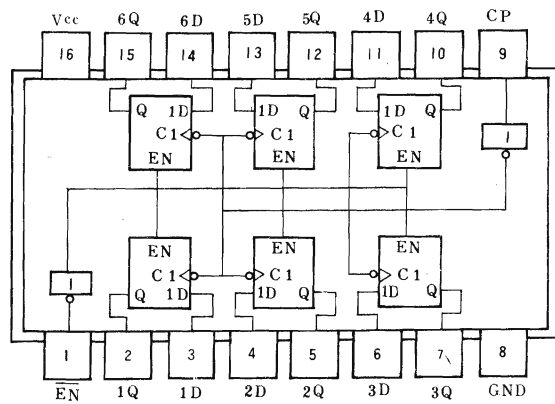 Vcc 6Q 6D 5D 5Q 4D 4Q CP
16 15 14 13 12 11 10 9
Q 1D 1D Q 1D Q
C1 C1 C1 1
EN EN EN
EN EN EN
1 C1 C1 C1
Q 1D 1D Q 1D Q
1 2 3 4 5 6 7 8
E̅N̅ 1Q 1D 2D 2Q 3D 3Q GND